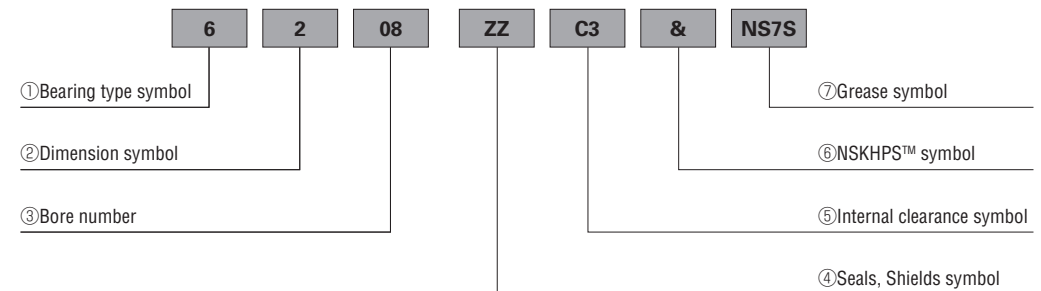 6 2 08 ZZ C3 & NS7S
①Bearing type symbol ⑦Grease symbol
②Dimension symbol ⑥NSKHPS™ symbol
③Bore number ⑤Internal clearance symbol
④Seals, Shields symbol